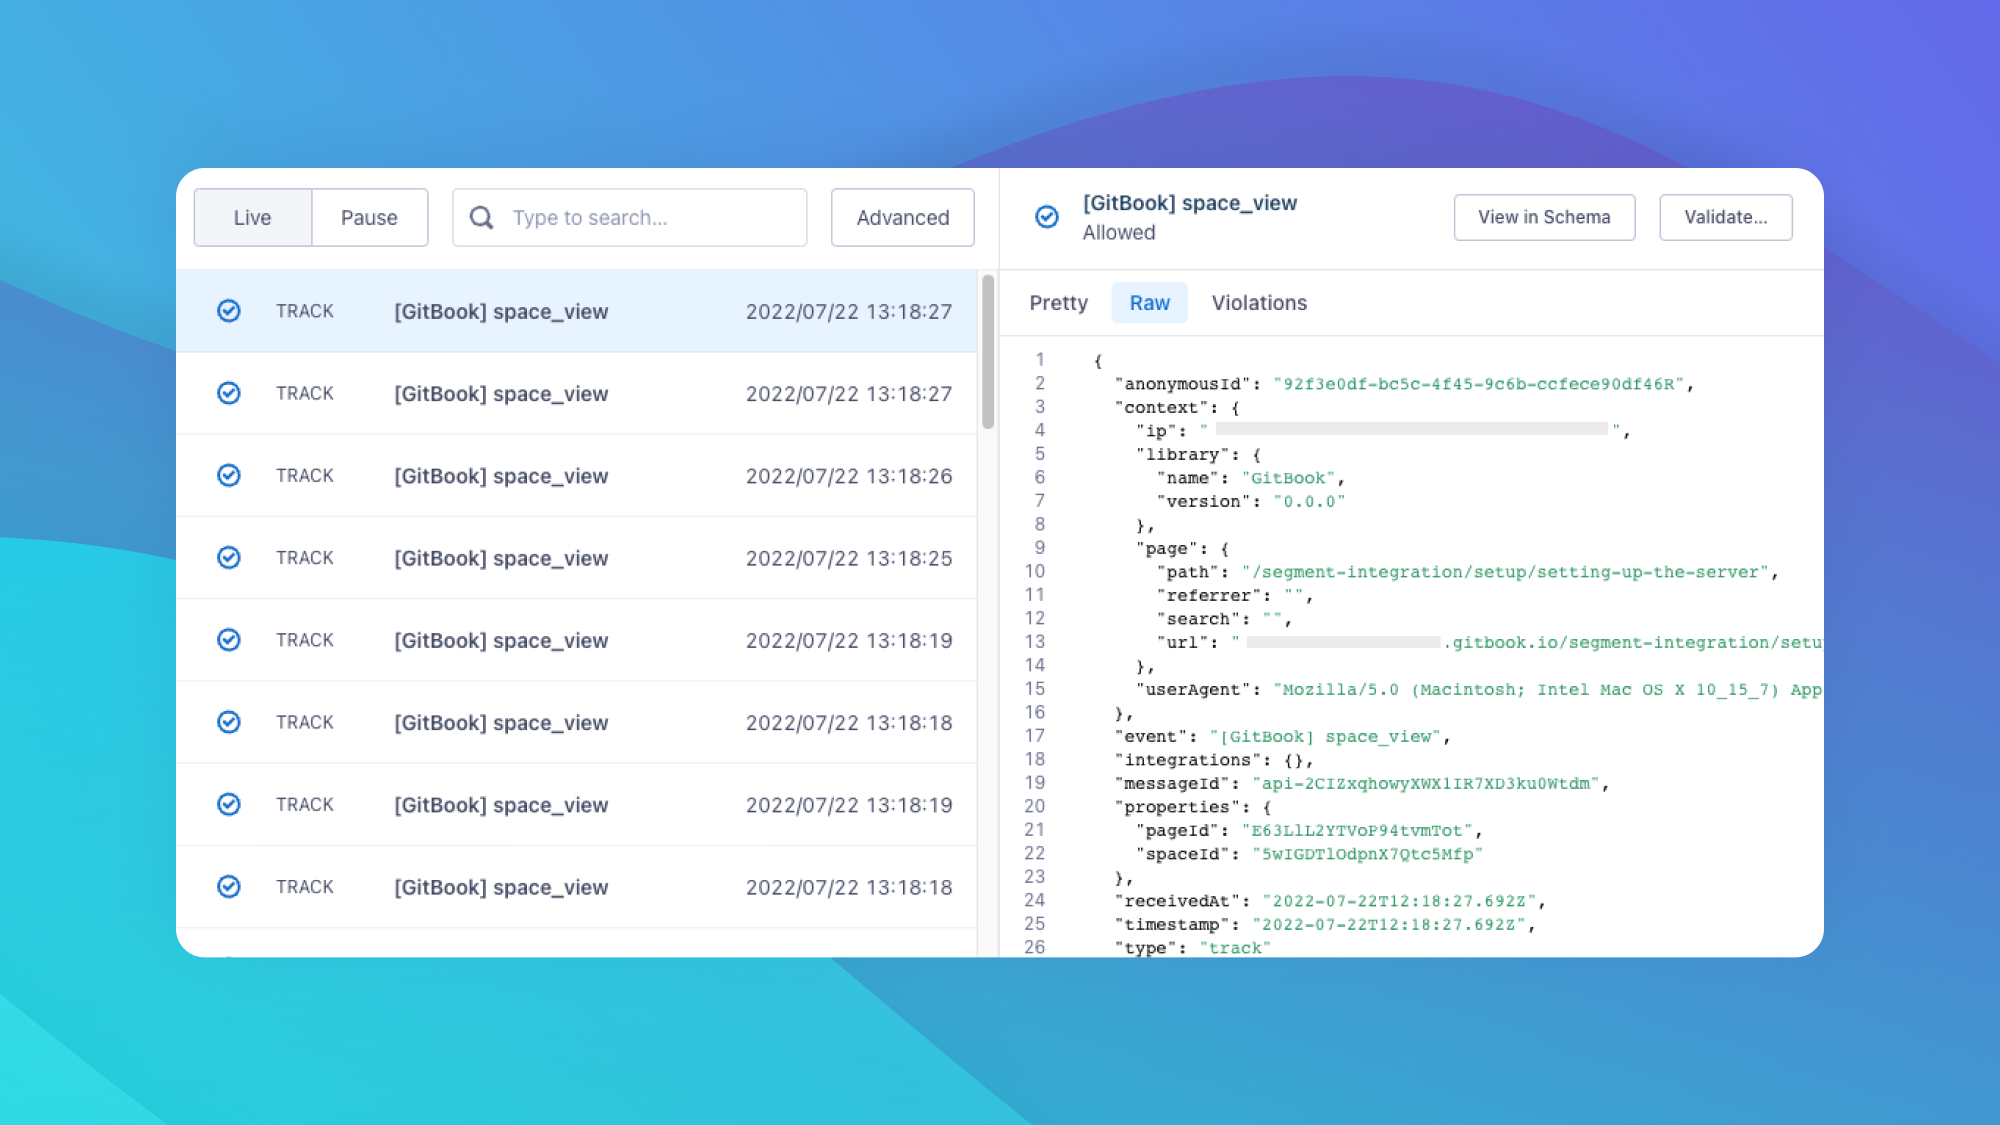 Live
Pause
Type to search...
Advanced
TRACK [GitBook] space_view 2022/07/22 13:18:27
TRACK [GitBook] space_view 2022/07/22 13:18:27
TRACK [GitBook] space_view 2022/07/22 13:18:26
TRACK [GitBook] space_view 2022/07/22 13:18:25
TRACK [GitBook] space_view 2022/07/22 13:18:19
TRACK [GitBook] space_view 2022/07/22 13:18:18
TRACK [GitBook] space_view 2022/07/22 13:18:19
TRACK [GitBook] space_view 2022/07/22 13:18:18
[GitBook] space_view
Allowed
View in Schema
Validate...
Pretty Raw Violations
1 {
2 "anonymousId": "92f3e0df-bc5c-4f45-9c6b-ccfece90df46R",
3 "context": {
4 "ip": " ",
5 "library": {
6 "name": "GitBook",
7 "version": "0.0.0"
8 },
9 "page": {
10 "path": "/segment-integration/setup/setting-up-the-server",
11 "referrer": "",
12 "search": "",
13 "url": " .gitbook.io/segment-integration/setu
14 },
15 "userAgent": "Mozilla/5.0 (Macintosh; Intel Mac OS X 10_15_7) App
16 },
17 "event": "[GitBook] space_view",
18 "integrations": {},
19 "messageId": "api-2CIZxqhowyXWX1IR7XD3ku0Wtdm",
20 "properties": {
21 "pageId": "E63LlL2YTVoP94tvmTot",
22 "spaceId": "5wIGDTlOdpnX7Qtc5Mfp"
23 },
24 "receivedAt": "2022-07-22T12:18:27.692Z",
25 "timestamp": "2022-07-22T12:18:27.692Z",
26 "type": "track"